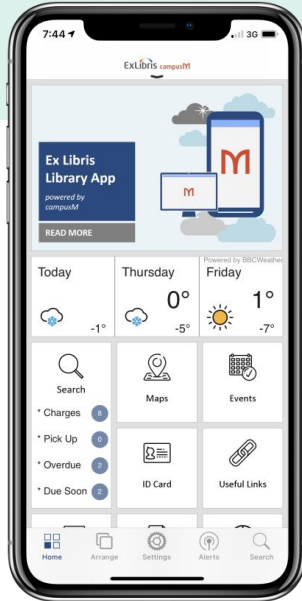 7:44
3G
ExLibris campusM
Ex Libris
Library App
powered by
campusM
READ MORE
M
M
Powered by BBCWeather
Today
Thursday
Friday
-1°
0°
-5°
1°
-7°
Search
* Charges 8
* Pick Up 0
* Overdue 2
* Due Soon 2
Maps
Events
ID Card
Useful Links
Home
Arrange
Settings
Alerts
Search